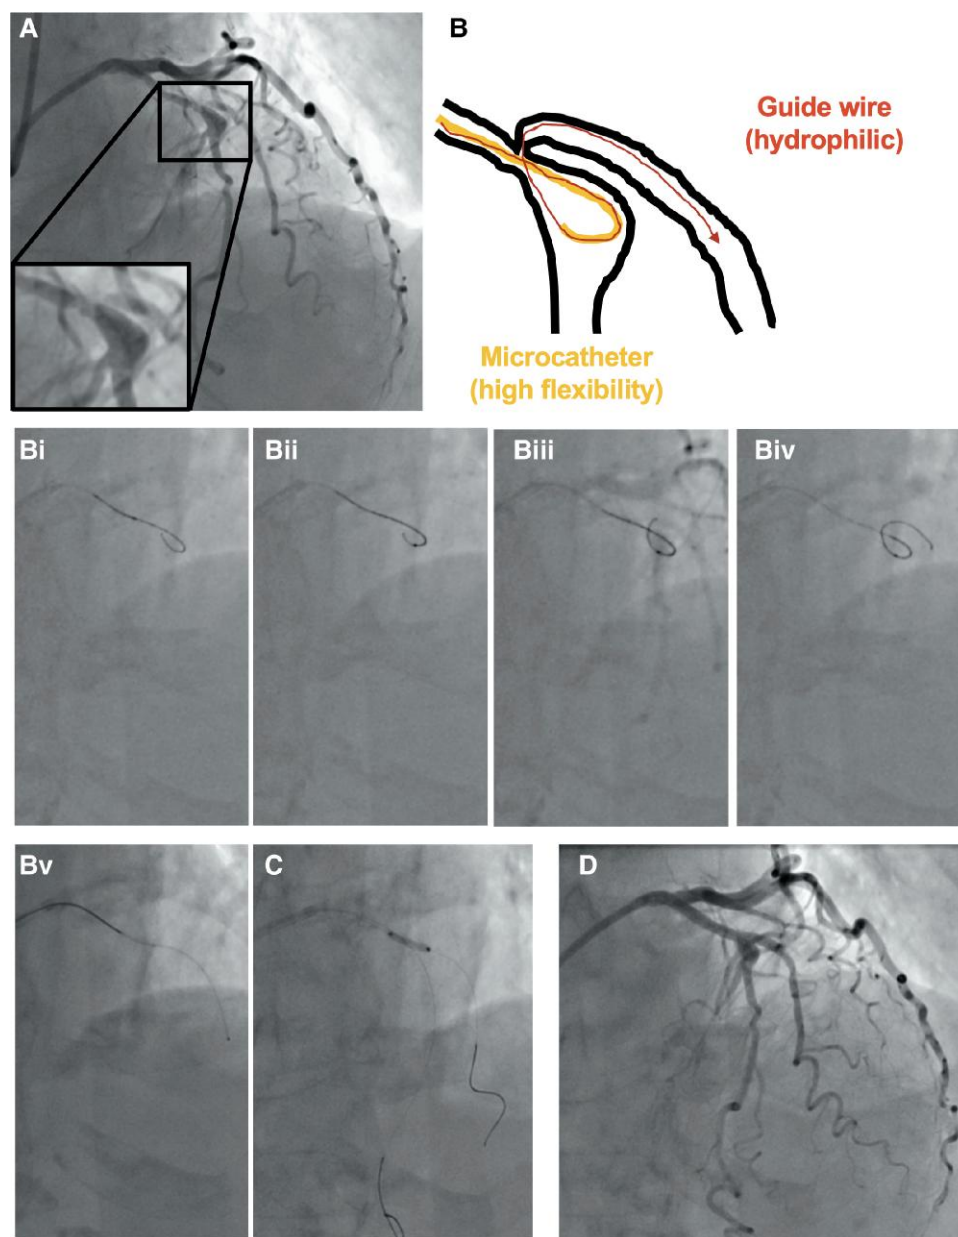 A
B
Guide wire
(hydrophilic)
Microcatheter
(high flexibility)
Bi
Bii
Biii
Biv
Bv
C
D